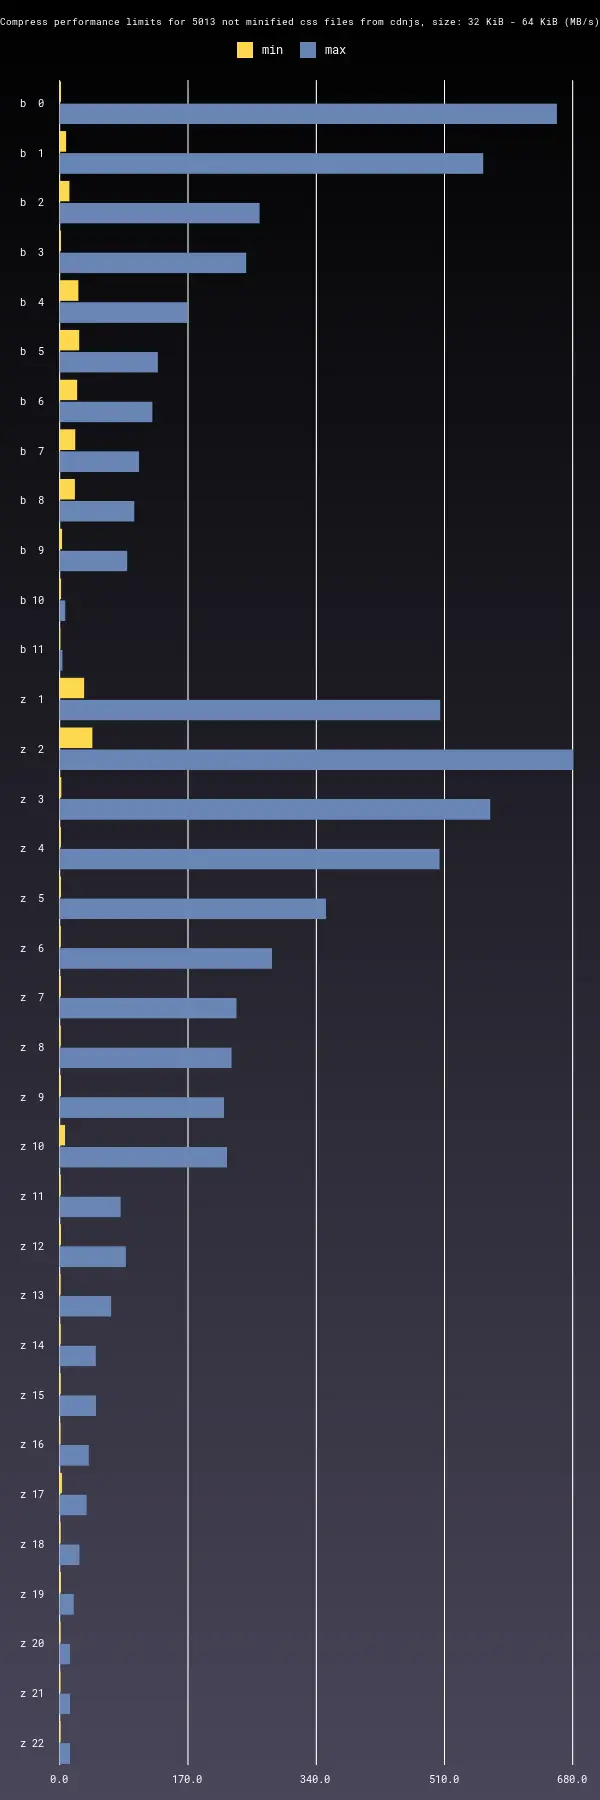 Compress performance limits for 5013 not minified css files from cdnjs, size: 32 KiB - 64 KiB (MB/s)
min max
b 0
b 1
b 2
b 3
b 4
b 5
b 6
b 7
b 8
b 9
b 10
b 11
z 1
z 2
z 3
z 4
z 5
z 6
z 7
z 8
z 9
z 10
z 11
z 12
z 13
z 14
z 15
z 16
z 17
z 18
z 19
z 20
z 21
z 22
0.0 170.0 340.0 510.0 680.0